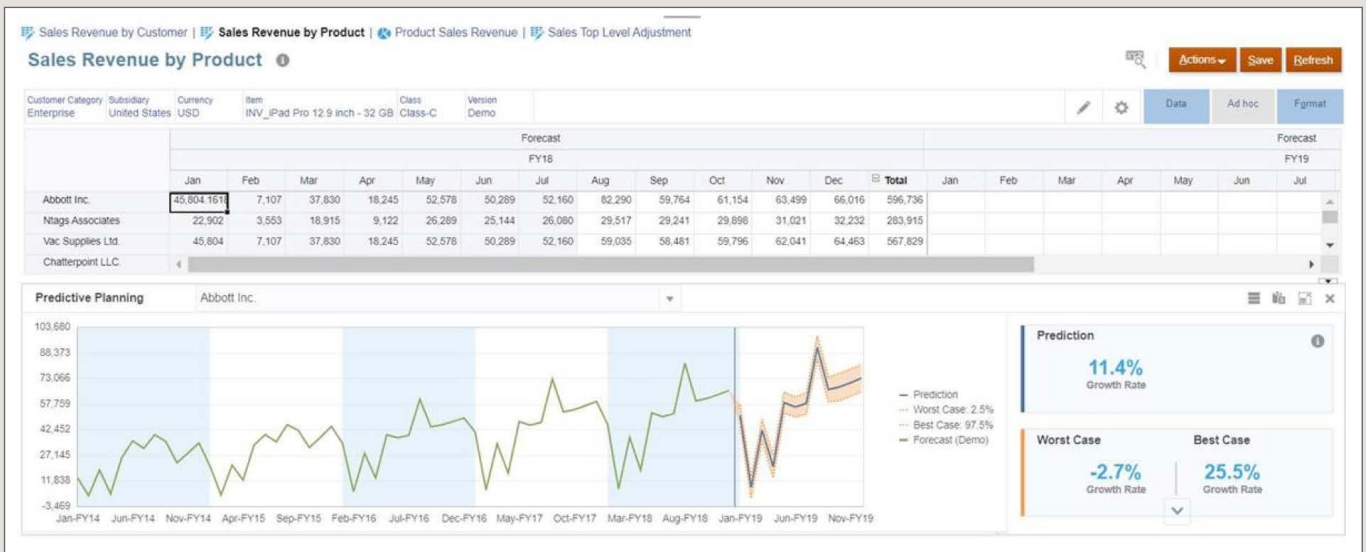 Sales Revenue by Customer | Sales Revenue by Product | Product Sales Revenue | Sales Top Level Adjustment
Sales Revenue by Product
Actions Save Refresh
Customer Category Subsidiary Currency Item Class Version
Enterprise United States USD INV_iPad Pro 12.9 inch - 32 GB Class-C Demo
Data Ad hoc Format
Forecast Forecast
FY18 FY19
Jan Feb Mar Apr May Jun Jul Aug Sep Oct Nov Dec Total Jan Feb Mar Apr May Jun Jul
Abbott Inc. 45,804.1618 7,107 37,830 18,245 52,578 50,289 52,160 82,290 59,764 61,154 63,499 66,016 596,736
Ntags Associates 22,902 3,553 18,915 9,122 26,289 25,144 26,080 29,517 29,241 29,898 31,021 32,232 283,915
Vac Supplies Ltd. 45,804 7,107 37,830 18,245 52,578 50,289 52,160 59,035 58,481 59,796 62,041 64,463 567,829
Chatterpoint LLC.
Predictive Planning Abbott Inc.
103,680
88,373
73,066
57,759
42,452
27,145
11,838
-3,469
Jan-FY14 Jun-FY14 Nov-FY14 Apr-FY15 Sep-FY15 Feb-FY16 Jul-FY16 Dec-FY16 May-FY17 Oct-FY17 Mar-FY18 Aug-FY18 Jan-FY19 Jun-FY19 Nov-FY19
Prediction
Worst Case: 2.5%
Best Case: 97.5%
Forecast (Demo)
Prediction
11.4%
Growth Rate
Worst Case Best Case
-2.7% 25.5%
Growth Rate Growth Rate